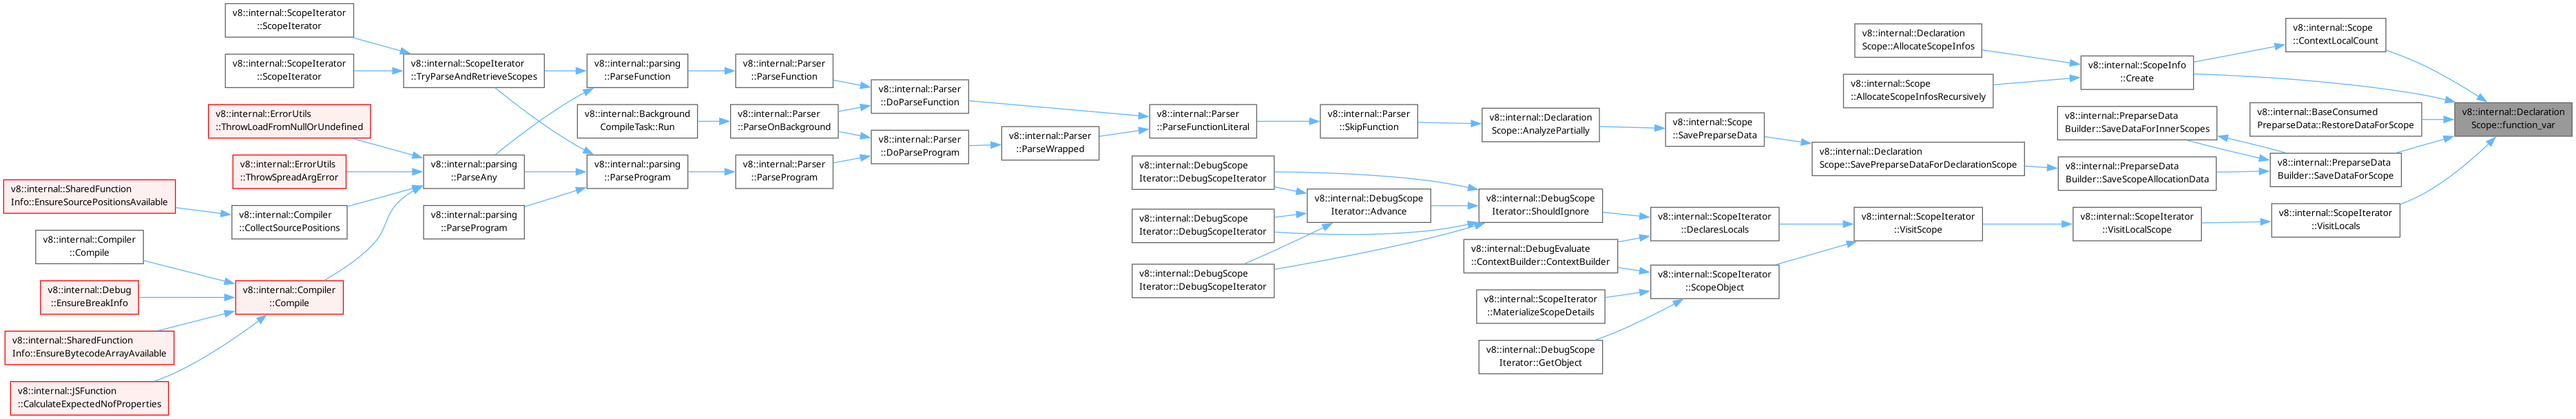 v8::internal::ScopeIterator
::ScopeIterator
v8::internal::ScopeIterator
::ScopeIterator
v8::internal::ErrorUtils
::ThrowLoadFromNullOrUndefined
v8::internal::ErrorUtils
::ThrowSpreadArgError
v8::internal::SharedFunction
Info::EnsureSourcePositionsAvailable
v8::internal::Compiler
::CollectSourcePositions
v8::internal::Compiler
::Compile
v8::internal::Debug
::EnsureBreakInfo
v8::internal::Compiler
::Compile
v8::internal::SharedFunction
Info::EnsureBytecodeArrayAvailable
v8::internal::JSFunction
::CalculateExpectedNofProperties
v8::internal::ScopeIterator
::TryParseAndRetrieveScopes
v8::internal::parsing
::ParseAny
v8::internal::parsing
::ParseProgram
v8::internal::parsing
::ParseFunction
v8::internal::Background
CompileTask::Run
v8::internal::parsing
::ParseProgram
v8::internal::Parser
::ParseFunction
v8::internal::Parser
::ParseOnBackground
v8::internal::Parser
::ParseProgram
v8::internal::Parser
::DoParseFunction
v8::internal::Parser
::DoParseProgram
v8::internal::Parser
::ParseWrapped
v8::internal::Parser
::ParseFunctionLiteral
v8::internal::DebugScope
Iterator::DebugScopeIterator
v8::internal::DebugScope
Iterator::DebugScopeIterator
v8::internal::DebugScope
Iterator::DebugScopeIterator
v8::internal::Parser
::SkipFunction
v8::internal::DebugScope
Iterator::Advance
v8::internal::Declaration
Scope::AnalyzePartially
v8::internal::DebugScope
Iterator::ShouldIgnore
v8::internal::DebugEvaluate
::ContextBuilder::ContextBuilder
v8::internal::ScopeIterator
::MaterializeScopeDetails
v8::internal::DebugScope
Iterator::GetObject
v8::internal::Scope
::SavePreparseData
v8::internal::ScopeIterator
::DeclaresLocals
v8::internal::ScopeIterator
::ScopeObject
v8::internal::Declaration
Scope::AllocateScopeInfos
v8::internal::Scope
::AllocateScopeInfosRecursively
v8::internal::Declaration
Scope::SavePreparseDataForDeclarationScope
v8::internal::ScopeIterator
::VisitScope
v8::internal::ScopeInfo
::Create
v8::internal::PreparseData
Builder::SaveDataForInnerScopes
v8::internal::PreparseData
Builder::SaveScopeAllocationData
v8::internal::ScopeIterator
::VisitLocalScope
v8::internal::Scope
::ContextLocalCount
v8::internal::BaseConsumed
PreparseData::RestoreDataForScope
v8::internal::PreparseData
Builder::SaveDataForScope
v8::internal::ScopeIterator
::VisitLocals
v8::internal::Declaration
Scope::function_var